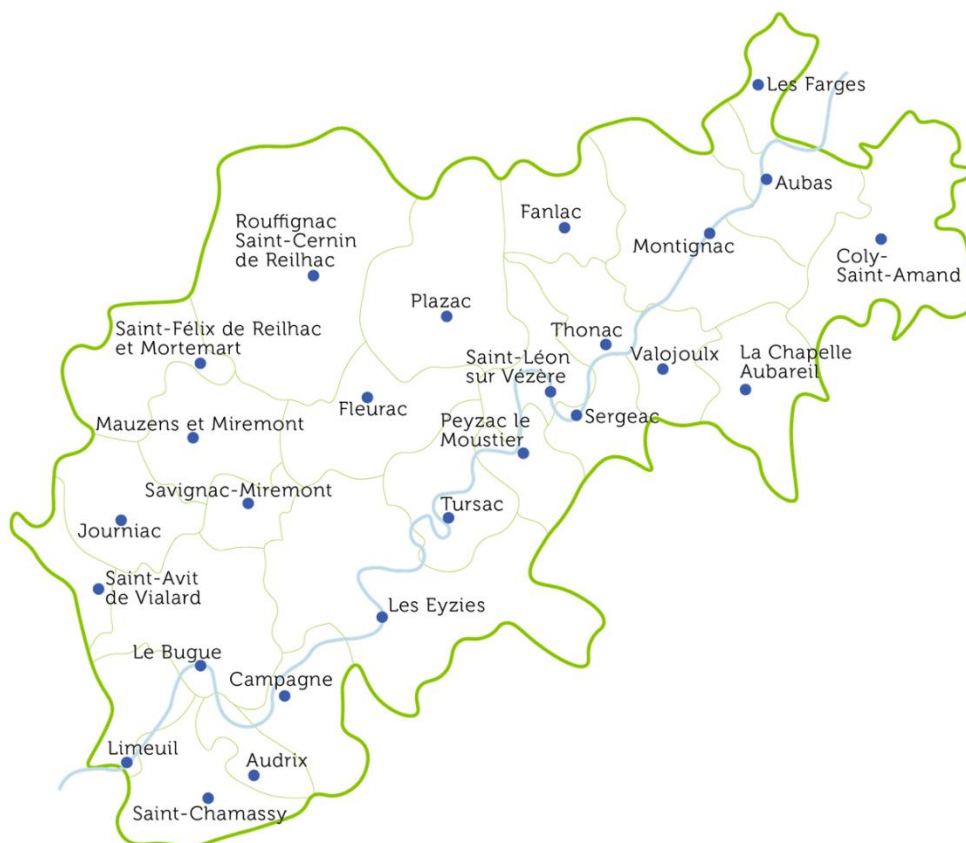 Les Farges
Aubas
Fanlac
Rouffignac
Saint-Cernin
de Reilhac
Montignac
Coly-
Saint-Amand
Plazac
Saint-Félix de Reilhac
et Mortemart
Thonac
Saint-Léon
sur Vézère
Valojoulx
La Chapelle
Aubareil
Fleurac
Mauzens et Miremont
Peyzac le
Moustier
Sergeac
Savignac-Miremont
Tursac
Journiac
Saint-Avit
de Vialard
Les Eyzies
Le Bugue
Campagne
Limeuil
Audrix
Saint-Chamassy